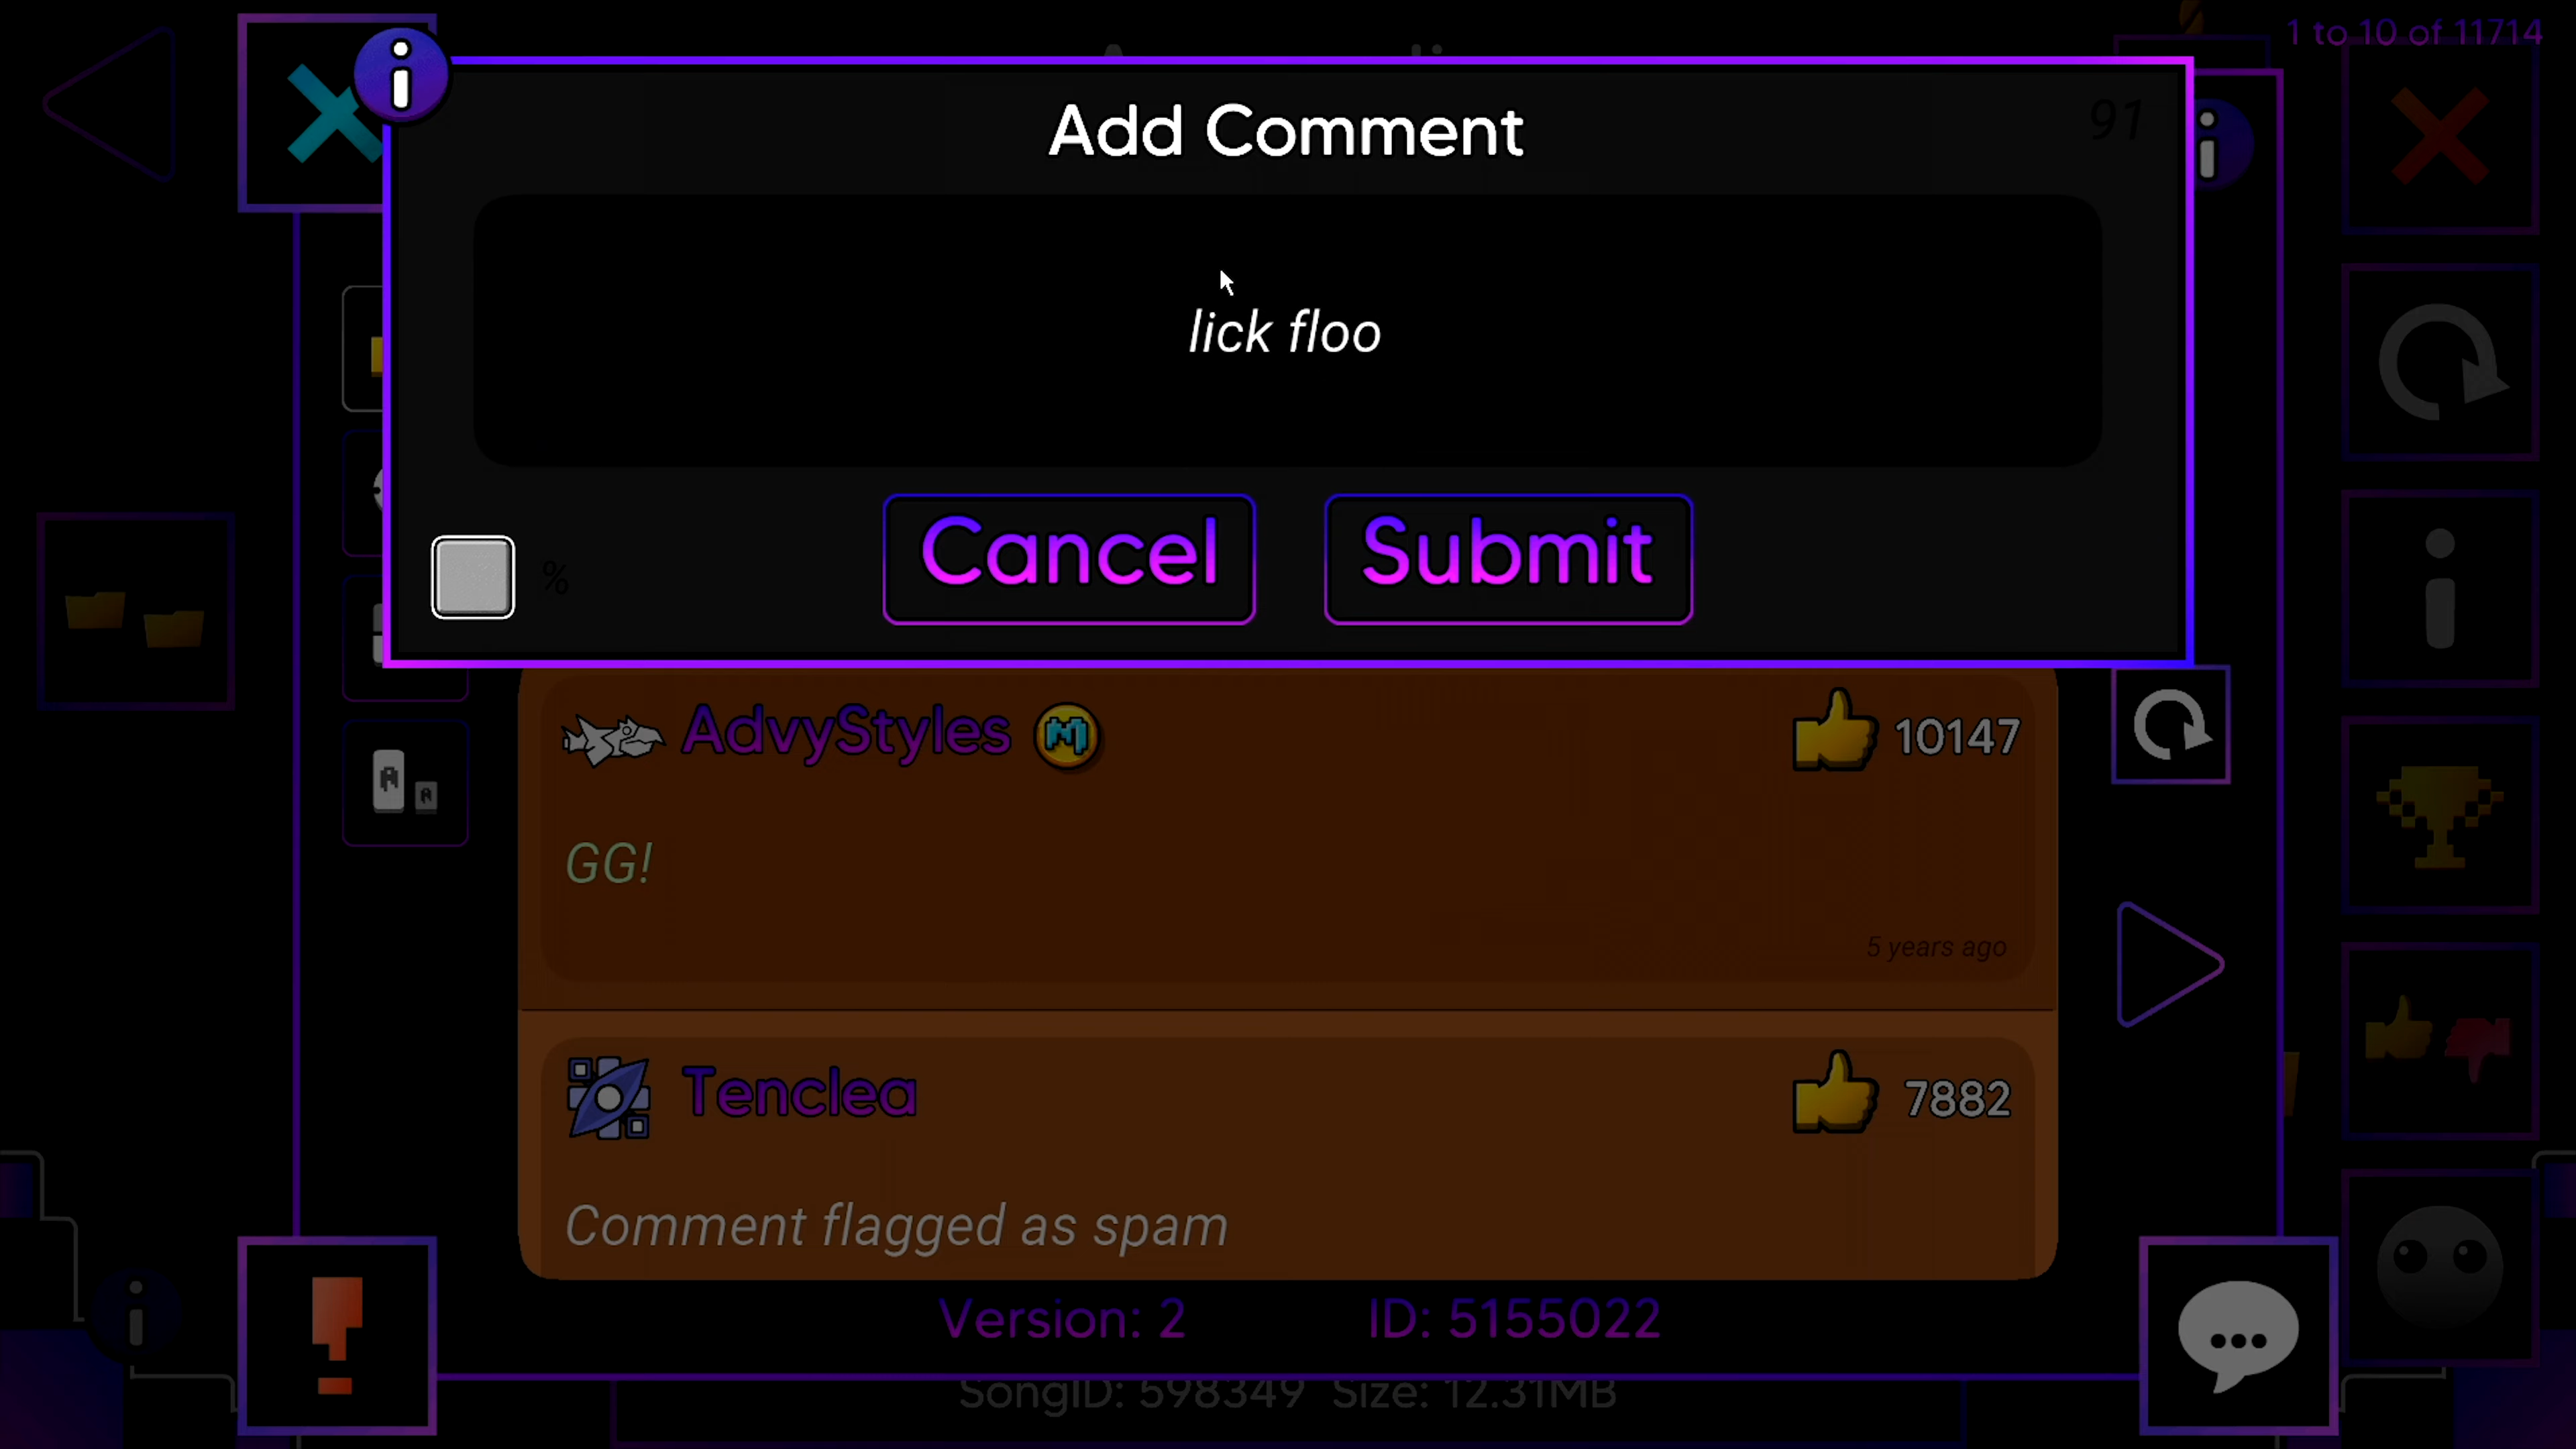 1 to 10 of 11714
Add Comment
91
lick floo
%
Cancel
Submit
AdvyStyles
10147
GG!
5 years ago
Tenclea
7882
Comment flagged as spam
Version: 2
ID: 5155022
SongID: 598349 Size: 12.31MB